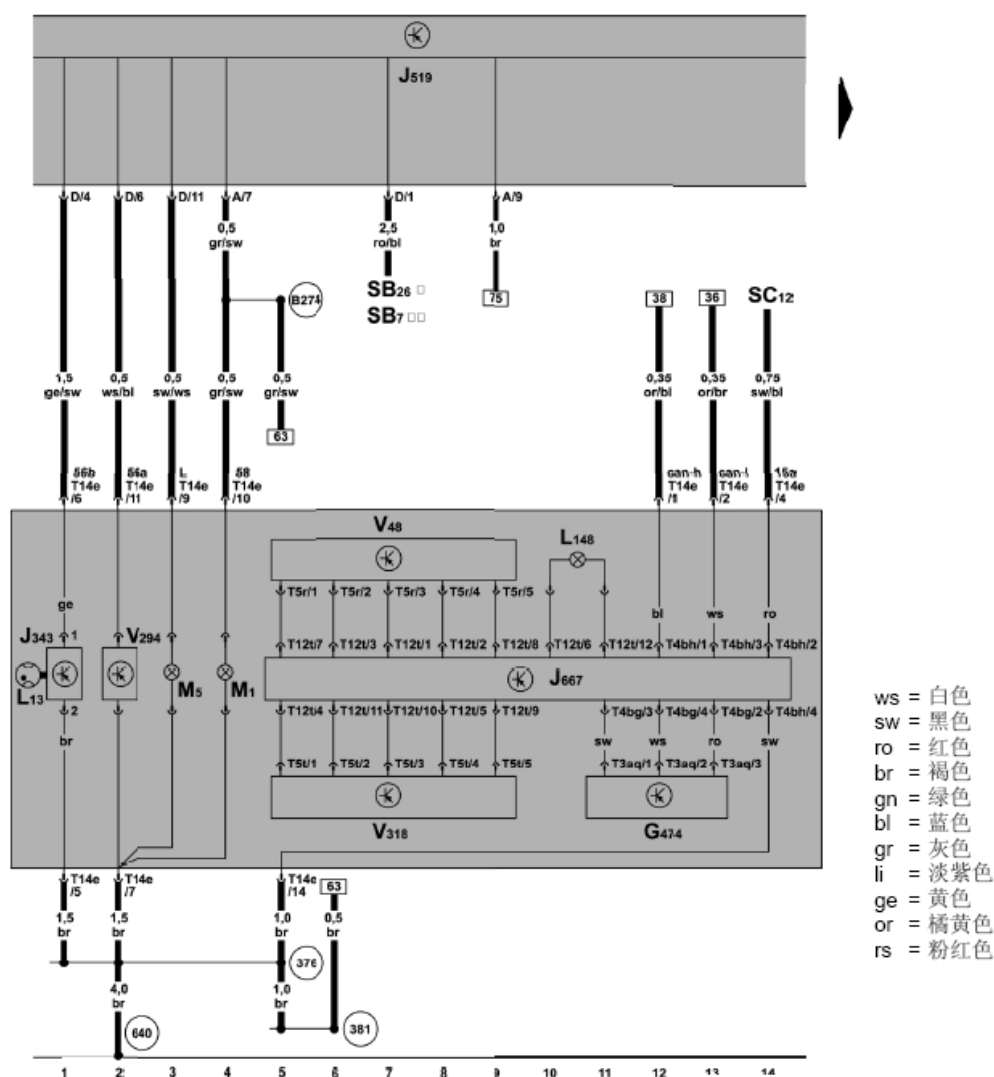 J519
D/4 D/6 D/11 A/7 D/1 A/9
0,5 2,5 1,0
gr/sw ro/bl br
SB26
SB7
B274
75
38 36 SC12
1,5 0,5 0,5 0,5 0,5 0,35 0,35 0,75
ge/sw ws/bl sw/ws gr/sw gr/sw or/bl or/br sw/bl
63
56b 56a L 58 can-h can-l 15a
T14e T14e T14e T14e T14e T14e T14e
/6 /11 /9 /10 /1 /2 /4
V48
L148
T5r/1 T5r/2 T5r/3 T5r/4 T5r/5
ge bl ws ro
J343 1 V294 T12t/7 T12t/3 T12t/1 T12t/2 T12t/8 T12t/6 T12t/12 T4bh/1 T4bh/3 T4bh/2
L13 M5 M1 J667
2 T12t/4 T12t/11 T12t/10 T12t/5 T12t/9 T4bg/3 T4bg/4 T4bg/2 T4bh/4
br sw ws ro sw
T5t/1 T5t/2 T5t/3 T5t/4 T5t/5 T3aq/1 T3aq/2 T3aq/3
V318 G474
T14e T14e T14e 63
/5 /7 /14
1,5 1,5 1,0 0,5
br br br br
376
4,0 1,0
br br
640 381
1 2 3 4 5 6 7 8 9 10 11 12 13 14
ws = 白色
sw = 黑色
ro = 红色
br = 褐色
gn = 绿色
bl = 蓝色
gr = 灰色
li = 淡紫色
ge = 黄色
or = 橘黄色
rs = 粉红色